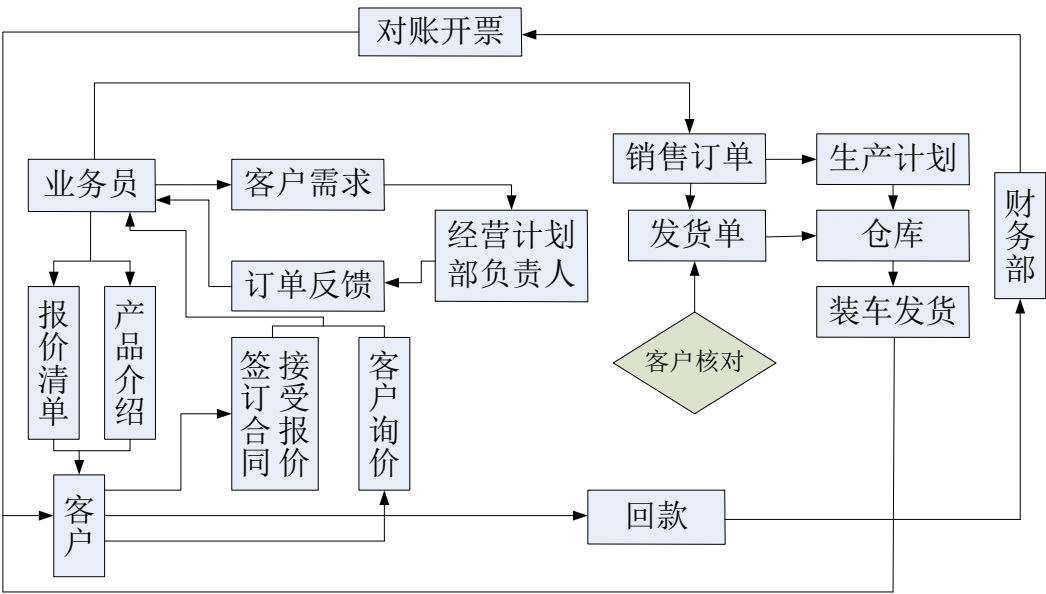 对账开票
销售订单
生产计划
业务员
客户需求
财务部
发货单
仓库
经营计划
部负责人
订单反馈
报价清单
产品介绍
装车发货
签订合同
接受报价
客户询价
客户核对
客户
回款